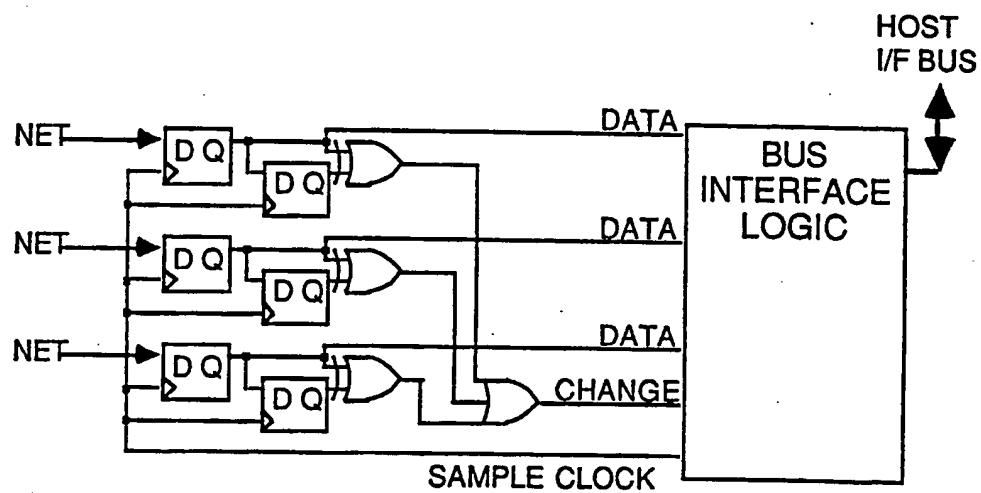 HOST
I/F BUS
NET
D Q
D Q
DATA
BUS
INTERFACE
LOGIC
NET
D Q
D Q
DATA
NET
D Q
D Q
DATA
CHANGE
SAMPLE CLOCK